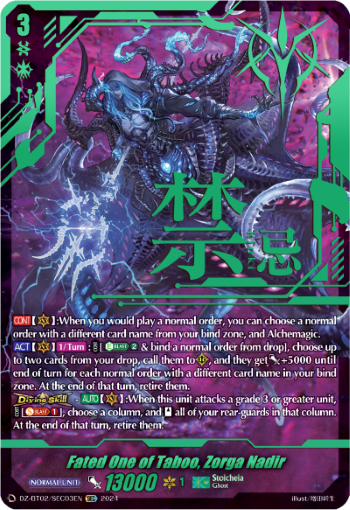 3
禁
忌
CONT【】:When you would play a normal order, you can choose a normal
order with a different card name from your bind zone, and Alchemagic.
ACT【】1/Turn:COST[C BLAST 2 & bind a normal order from drop], choose up
to two cards from your drop, call them to, and they get +5000 until
end of turn for each normal order with a different card name in your bind
zone. At the end of that turn, retire them.
Divine Skill - AUTO【】:When this unit attacks a grade 3 or greater unit,
COST[S BLAST 1], choose a column, and all of your rear-guards in that column.
At the end of that turn, retire them.
Fated One of Taboo, Zorga Nadir
NORMAL UNIT 13000 1 Stoicheia
Ghost
DZ-BT02/SEC03EN SEC 2024 illust/増田幹生